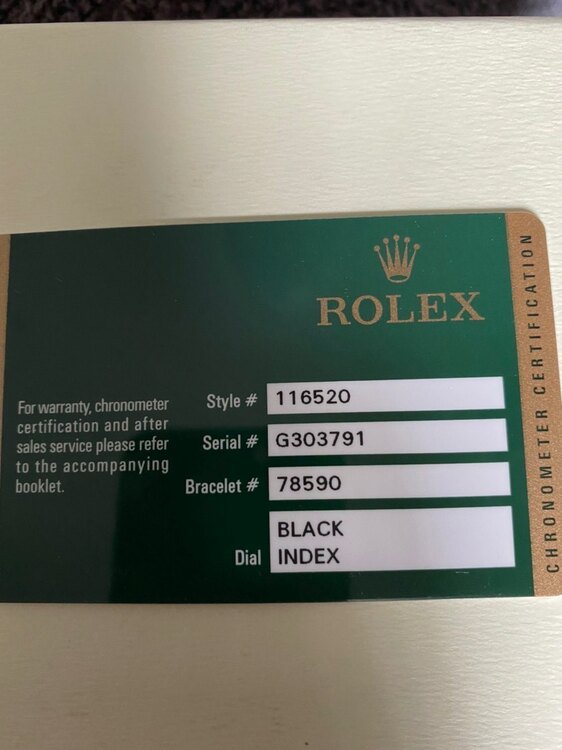 ROLEX
CHRONOMETER CERTIFICATION
For warranty, chronometer
certification and after
sales service please refer
to the accompanying
booklet.
Style # 116520
Serial # G303791
Bracelet # 78590
Dial BLACK
INDEX